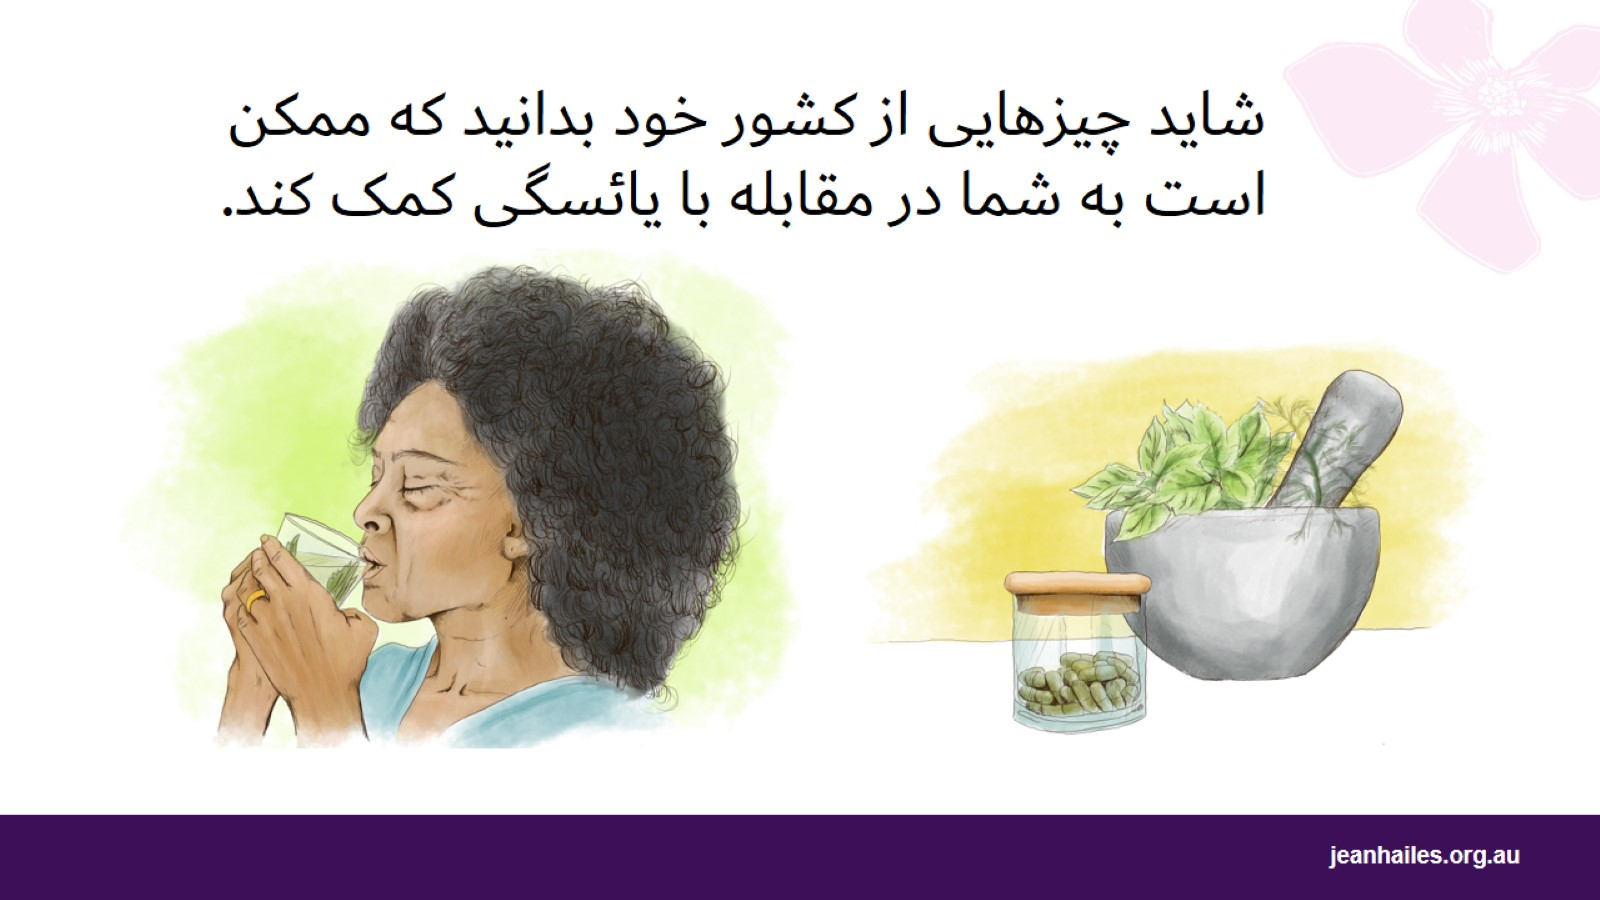 شاید چیزهایی از کشور خود بدانید که ممکن
است به شما در مقابله با یائسگی کمک کند.
jeanhailes.org.au